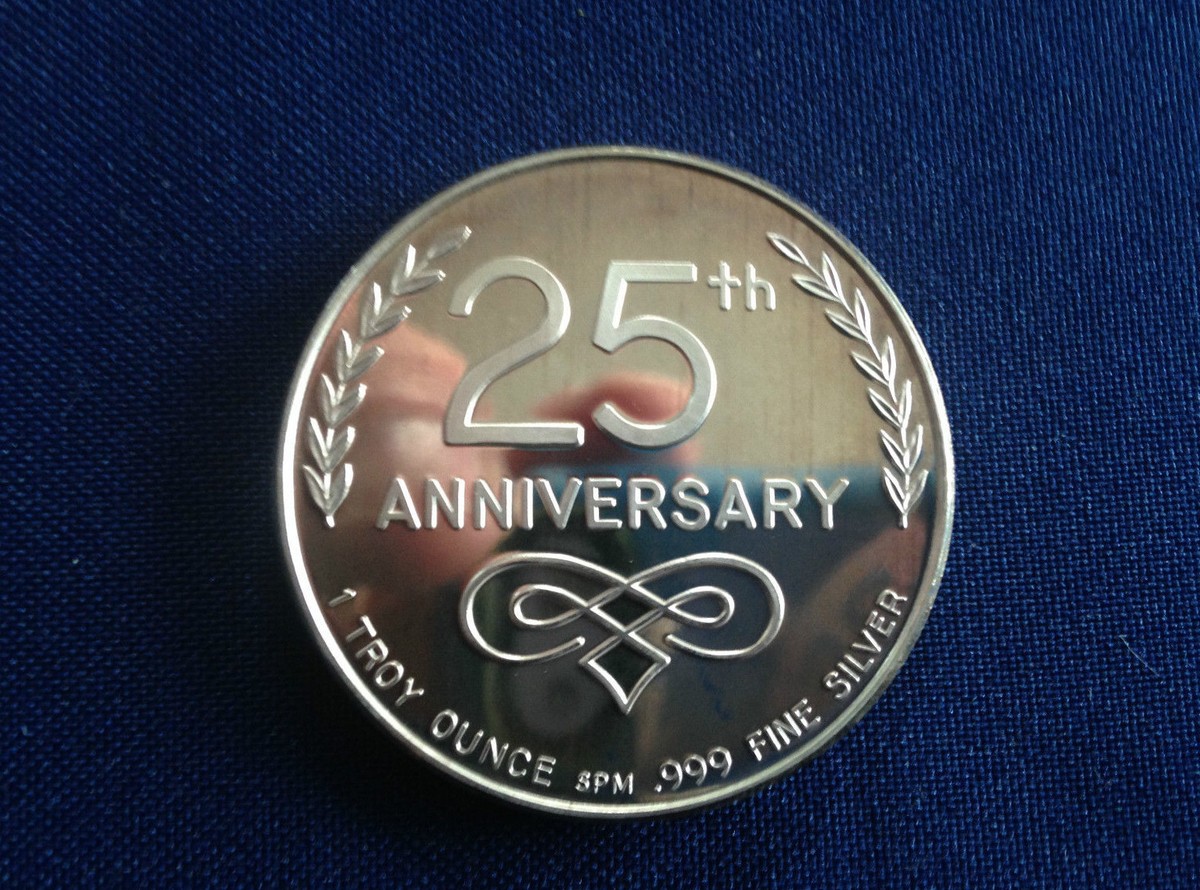 25th
ANNIVERSARY
1 TROY OUNCE SPM .999 FINE SILVER